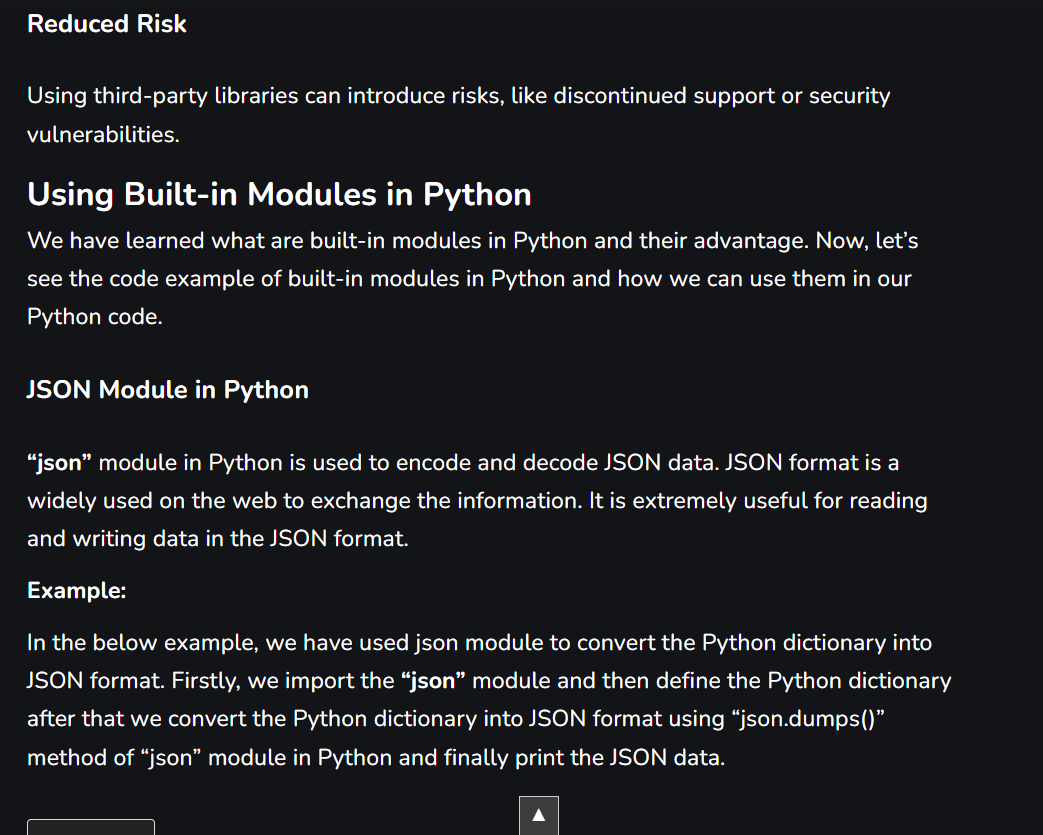 Reduced Risk
Using third-party libraries can introduce risks, like discontinued support or security
vulnerabilities.
Using Built-in Modules in Python
We have learned what are built-in modules in Python and their advantage. Now, let’s
see the code example of built-in modules in Python and how we can use them in our
Python code.
JSON Module in Python
“json” module in Python is used to encode and decode JSON data. JSON format is a
widely used on the web to exchange the information. It is extremely useful for reading
and writing data in the JSON format.
Example:
In the below example, we have used json module to convert the Python dictionary into
JSON format. Firstly, we import the “json” module and then define the Python dictionary
after that we convert the Python dictionary into JSON format using “json.dumps()”
method of “json” module in Python and finally print the JSON data.